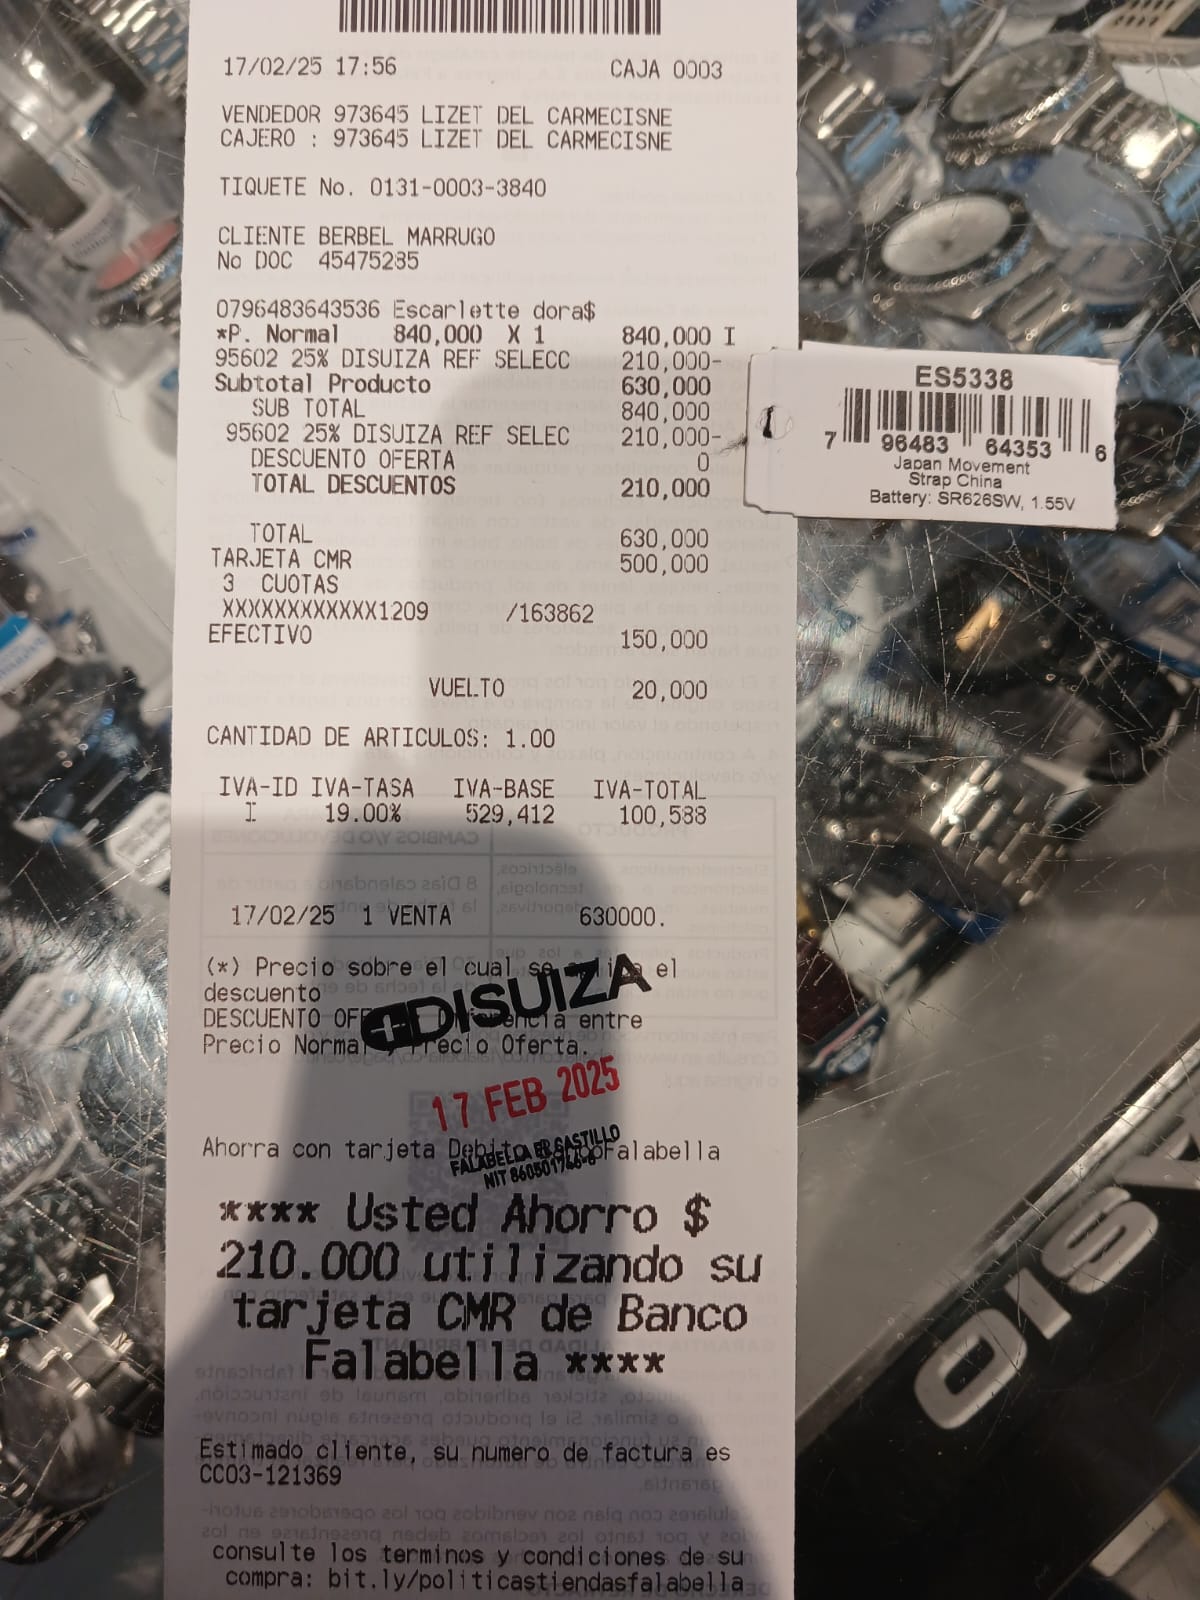 17/02/25 17:56 CAJA 0003
VENDEDOR 973645 LIZET DEL CARMECISNE
CAJERO : 973645 LIZET DEL CARMECISNE
TIQUETE No. 0131-0003-3840
CLIENTE BERBEL MARRUGO
No DOC 45475285
0796483643536 Escarlette dora$
*P. Normal 840,000 X 1 840,000 I
95602 25% DISUIZA REF SELECC 210,000-
Subtotal Producto 630,000
SUB TOTAL 840,000
95602 25% DISUIZA REF SELEC 210,000-
DESCUENTO OFERTA 0
TOTAL DESCUENTOS 210,000
TOTAL 630,000
TARJETA CMR 500,000
3 CUOTAS
XXXXXXXXXXXX1209 /163862
EFECTIVO 150,000
VUELTO 20,000
CANTIDAD DE ARTICULOS: 1.00
IVA-ID IVA-TASA IVA-BASE IVA-TOTAL
I 19.00% 529,412 100,588
17/02/25 1 VENTA 630000.
(*) Precio sobre el cual se el
descuento
DESCUENTO entre
Precio Normal Precio Oferta.
DISUIZA
17 FEB 2025
FALABELLA EL CASTILLO
Ahorra con tarjeta Debito Falabella
**** Usted Ahorro $
210.000 utilizando su
tarjeta CMR de Banco
Falabella ****
Estimado cliente, su numero de factura es
CC03-121369
consulte los terminos y condiciones de su
compra: bit.ly/politicastiendasfalabella
ES5338
7 96483 64353 6
Japan Movement
Strap China
Battery: SR626SW, 1.55V